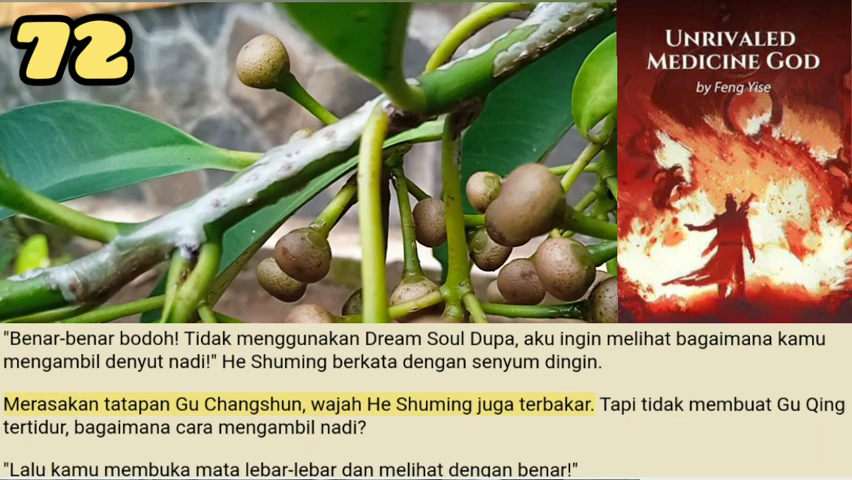 72
UNRIVALED
MEDICINE GOD
by Feng Yise
"Benar-benar bodoh! Tidak menggunakan Dream Soul Dupa, aku ingin melihat bagaimana kamu
mengambil denyut nadi!" He Shuming berkata dengan senyum dingin.
Merasakan tatapan Gu Changshun, wajah He Shuming juga terbakar. Tapi tidak membuat Gu Qing
tertidur, bagaimana cara mengambil nadi?
"Lalu kamu membuka mata lebar-lebar dan melihat dengan benar!"